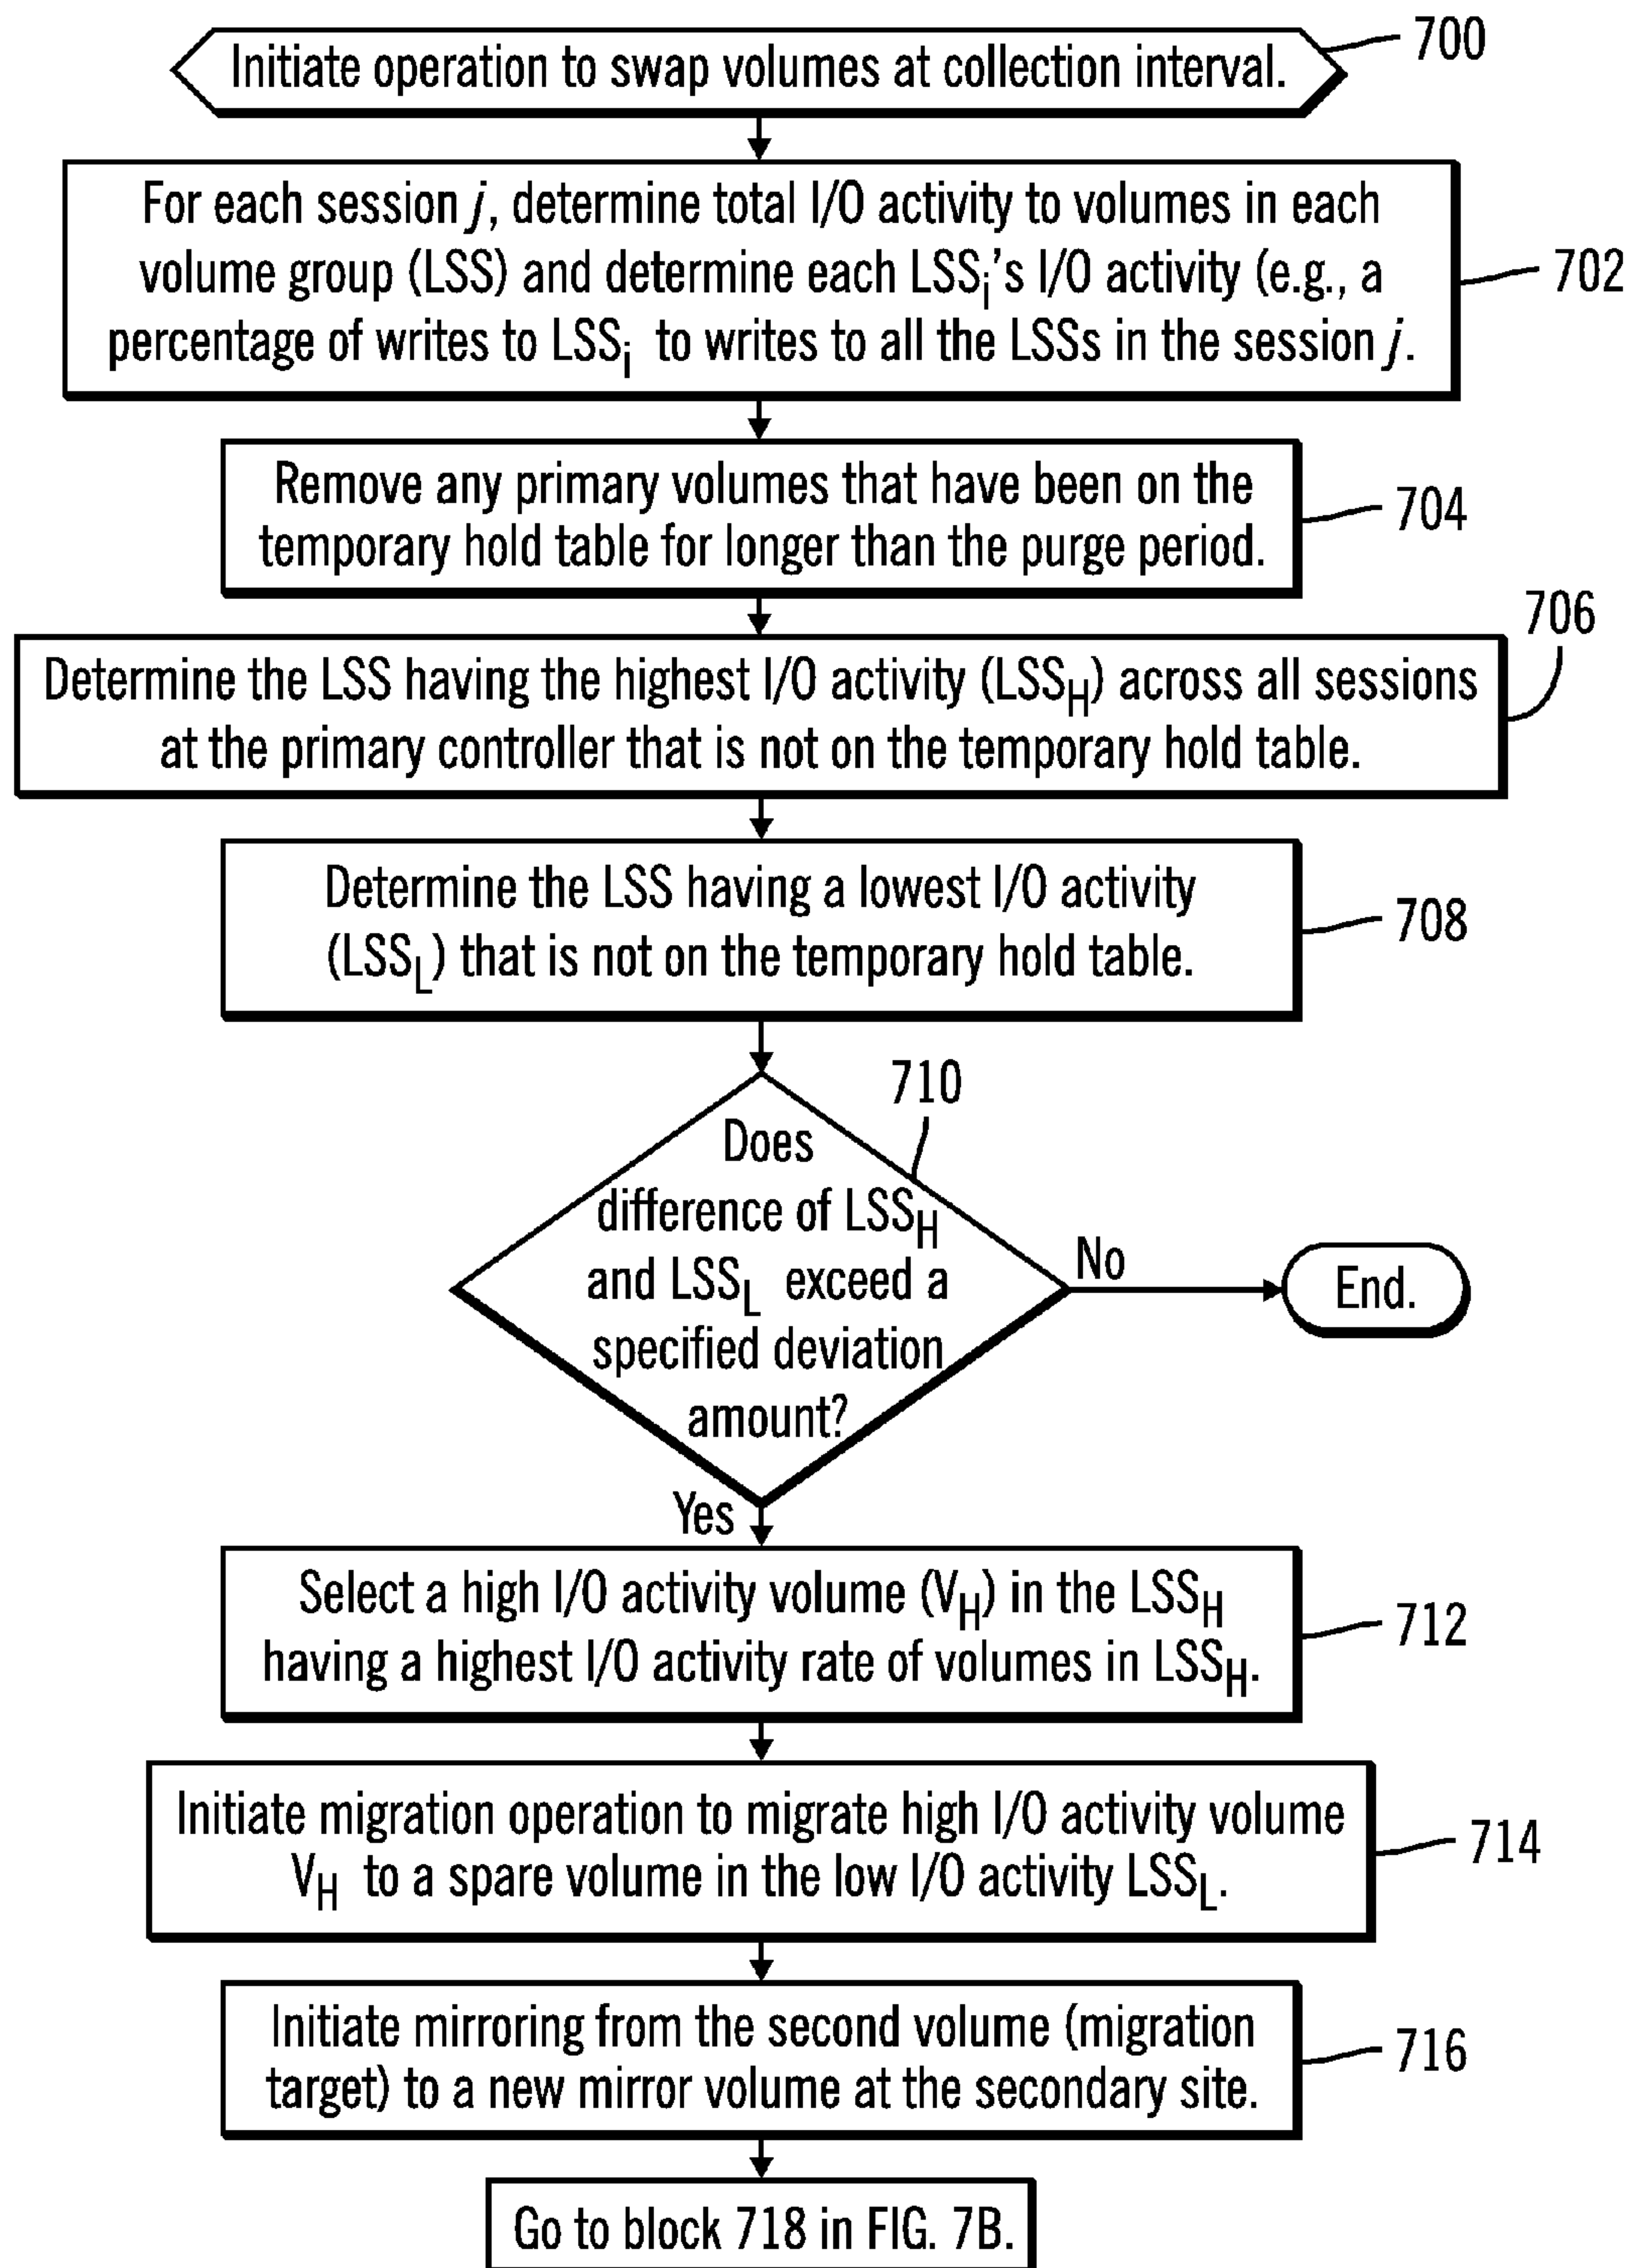 700
Initiate operation to swap volumes at collection interval.
For each session j, determine total I/O activity to volumes in each
volume group (LSS) and determine each LSSi's I/O activity (e.g., a
percentage of writes to LSSi to writes to all the LSSs in the session j.
702
Remove any primary volumes that have been on the
temporary hold table for longer than the purge period.
704
706
Determine the LSS having the highest I/O activity (LSSH) across all sessions
at the primary controller that is not on the temporary hold table.
Determine the LSS having a lowest I/O activity
(LSSL) that is not on the temporary hold table.
708
710
Does
difference of LSSH
and LSSL exceed a
specified deviation
amount?
No
End.
Yes
Select a high I/O activity volume (VH) in the LSSH
having a highest I/O activity rate of volumes in LSSH.
712
Initiate migration operation to migrate high I/O activity volume
VH to a spare volume in the low I/O activity LSSL.
714
Initiate mirroring from the second volume (migration
target) to a new mirror volume at the secondary site.
716
Go to block 718 in FIG. 7B.